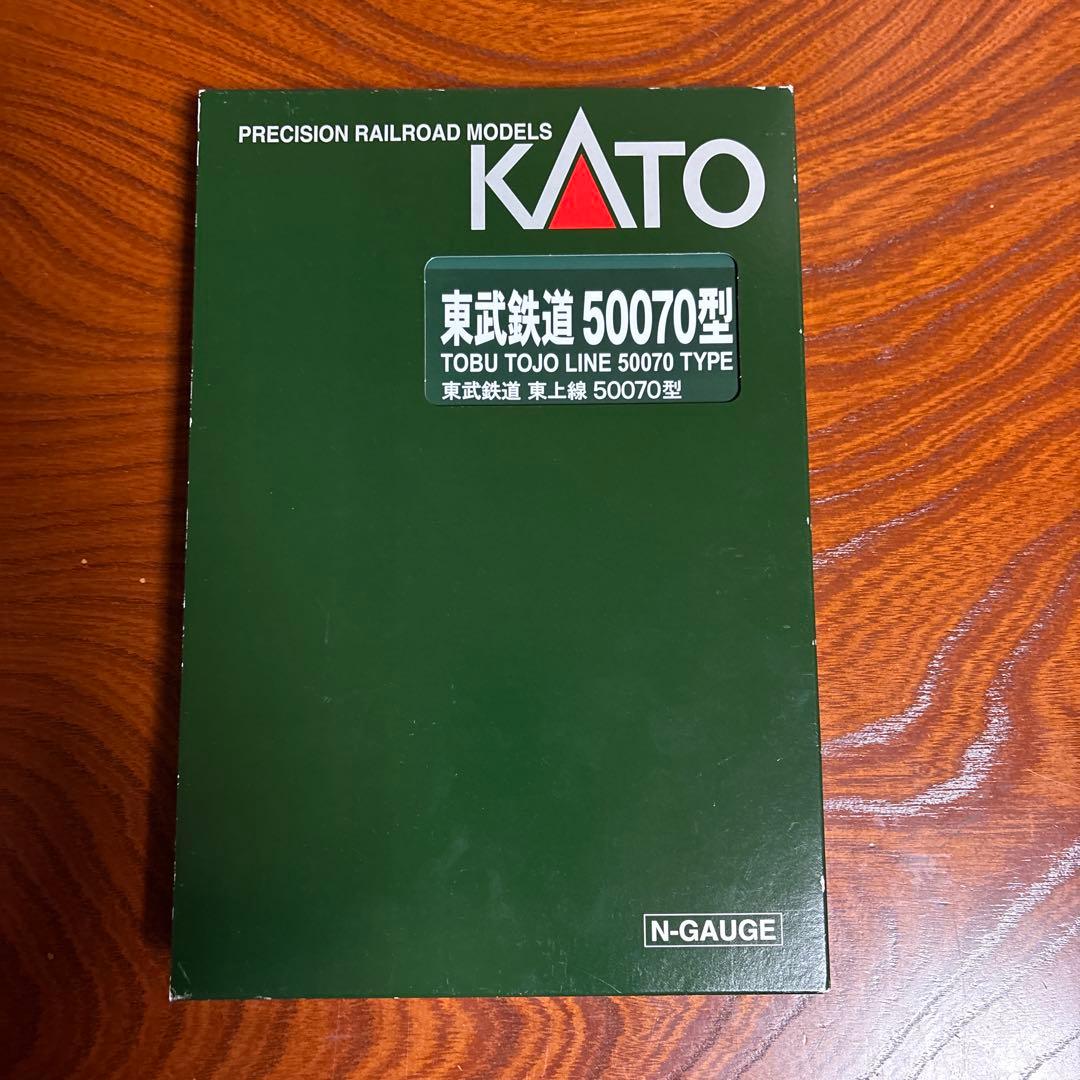 PRECISION RAILROAD MODELS
KATO
東武鉄道 50070型
TOBU TOJO LINE 50070 TYPE
東武鉄道 東上線 50070型
N-GAUGE